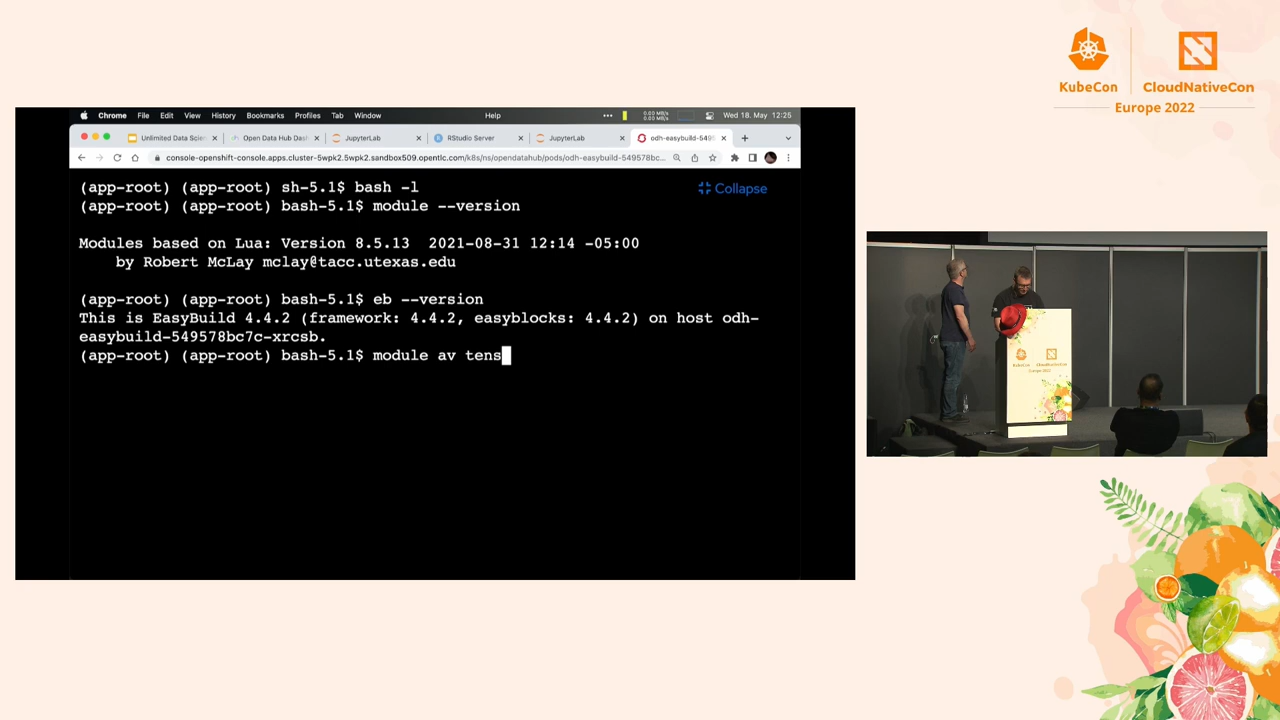 KubeCon
CloudNativeCon
Europe 2022
Chrome File Edit View History Bookmarks Profiles Tab Window Help Wed 18. May 12:25
Unlimited Data Scien Open Data Hub Das JupyterLab RStudio Server JupyterLab odh-easybuild-5495
console-openshift-console.apps.cluster-5wpk2.5wpk2.sandbox509.opentlc.com/k8s/ns/opendatahub/pods/odh-easybuild-549578bc...
(app-root) (app-root) sh-5.1$ bash -l
Collapse
(app-root) (app-root) bash-5.1$ module --version
Modules based on Lua: Version 8.5.13 2021-08-31 12:14 -05:00
by Robert McLay mclay@tacc.utexas.edu
(app-root) (app-root) bash-5.1$ eb --version
This is EasyBuild 4.4.2 (framework: 4.4.2, easyblocks: 4.4.2) on host odh-
easybuild-549578bc7c-xrcsb.
(app-root) (app-root) bash-5.1$ module av tens